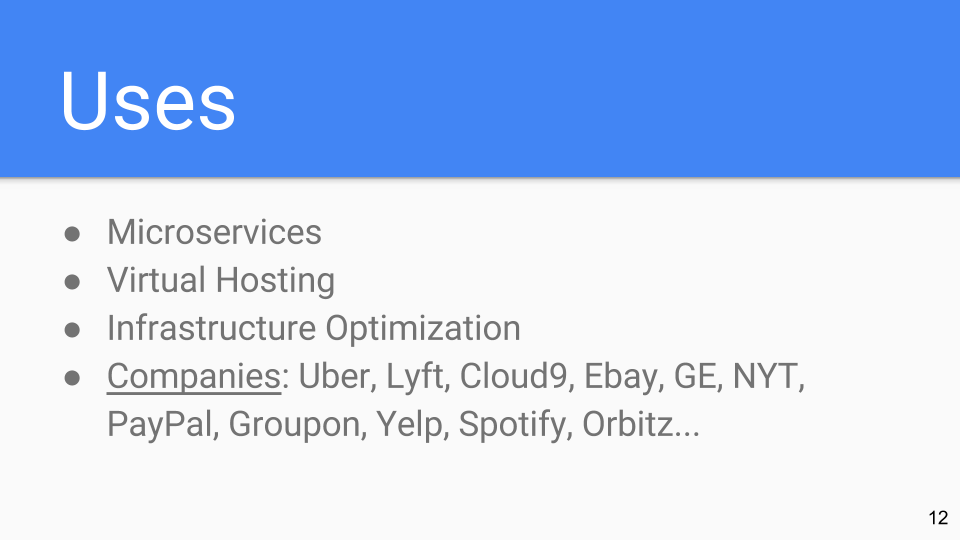 Uses
● Microservices
● Virtual Hosting
● Infrastructure Optimization
● Companies: Uber, Lyft, Cloud9, Ebay, GE, NYT,
PayPal, Groupon, Yelp, Spotify, Orbitz...
12